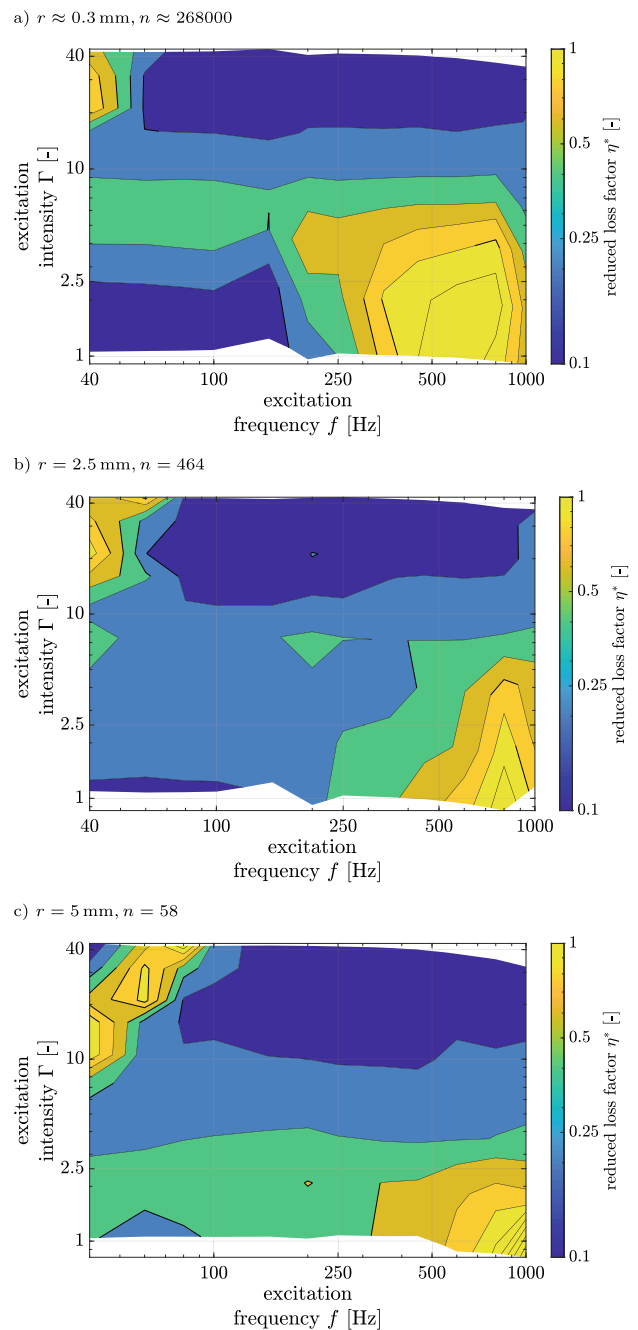 a) r ≈ 0.3 mm, n ≈ 268000
40
10
2.5
1
excitation
intensity Γ [-]
40
100
250
500
1000
excitation
frequency f [Hz]
1
0.5
0.25
0.1
reduced loss factor η*
b) r = 2.5 mm, n = 464
40
10
2.5
1
excitation
intensity Γ [-]
40
100
250
500
1000
excitation
frequency f [Hz]
1
0.5
0.25
0.1
reduced loss factor η*
c) r = 5 mm, n = 58
40
10
2.5
1
excitation
intensity Γ [-]
100
250
500
1000
excitation
frequency f [Hz]
1
0.5
0.25
0.1
reduced loss factor η*